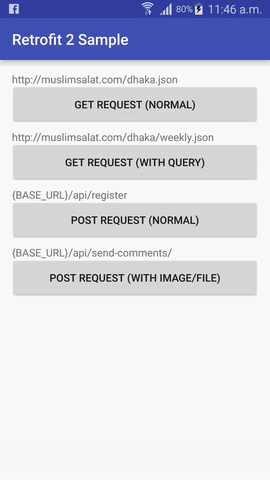 80% 11:46 a.m.
Retrofit 2 Sample
http://muslimsalat.com/dhaka.json
GET REQUEST (NORMAL)
http://muslimsalat.com/dhaka/weekly.json
GET REQUEST (WITH QUERY)
{BASE_URL}/api/register
POST REQUEST (NORMAL)
{BASE_URL}/api/send-comments/
POST REQUEST (WITH IMAGE/FILE)